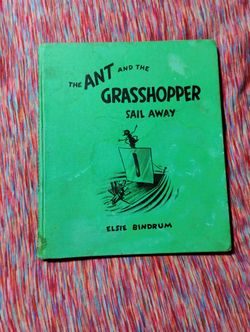 THE ANT AND THE
GRASSHOPPER
SAIL AWAY
ELSIE BINDRUM